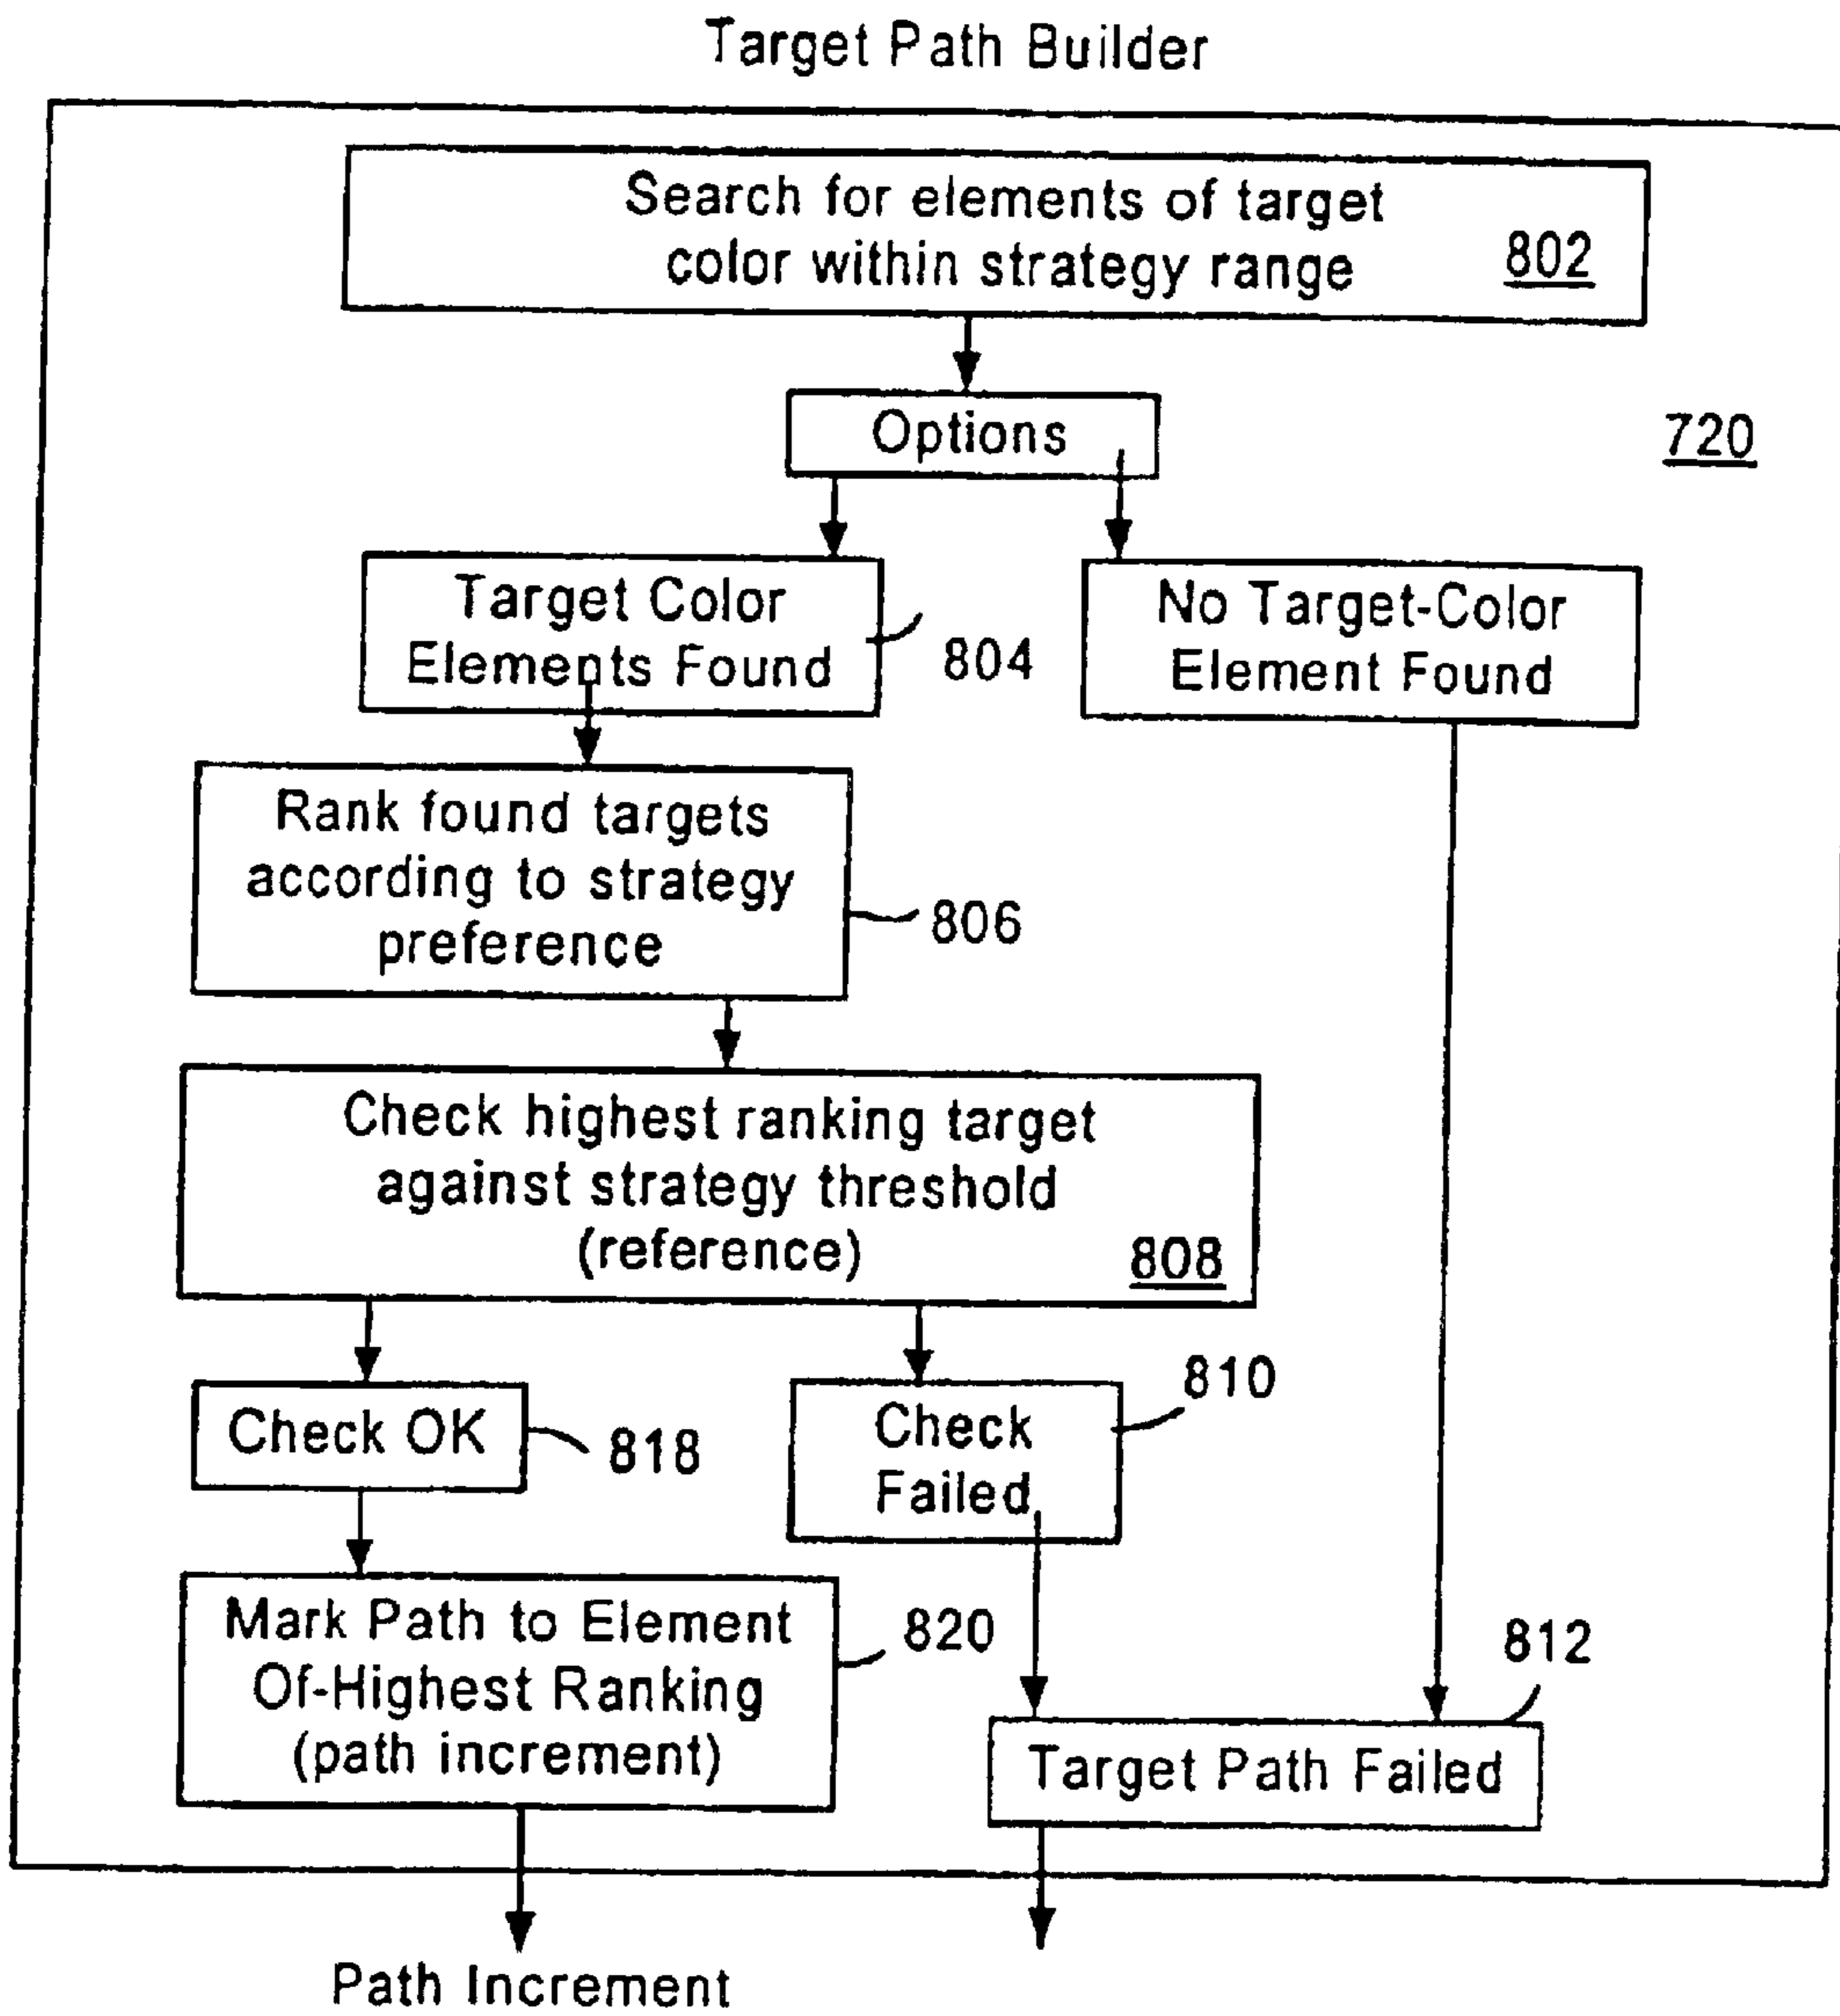 Target Path Builder
Search for elements of target
color within strategy range
802
Options
720
Target Color
Elements Found
804
No Target-Color
Element Found
Rank found targets
according to strategy
preference
806
Check highest ranking target
against strategy threshold
(reference)
808
Check OK
818
Check
Failed
810
Mark Path to Element
Of-Highest Ranking
(path increment)
820
812
Target Path Failed
Path Increment